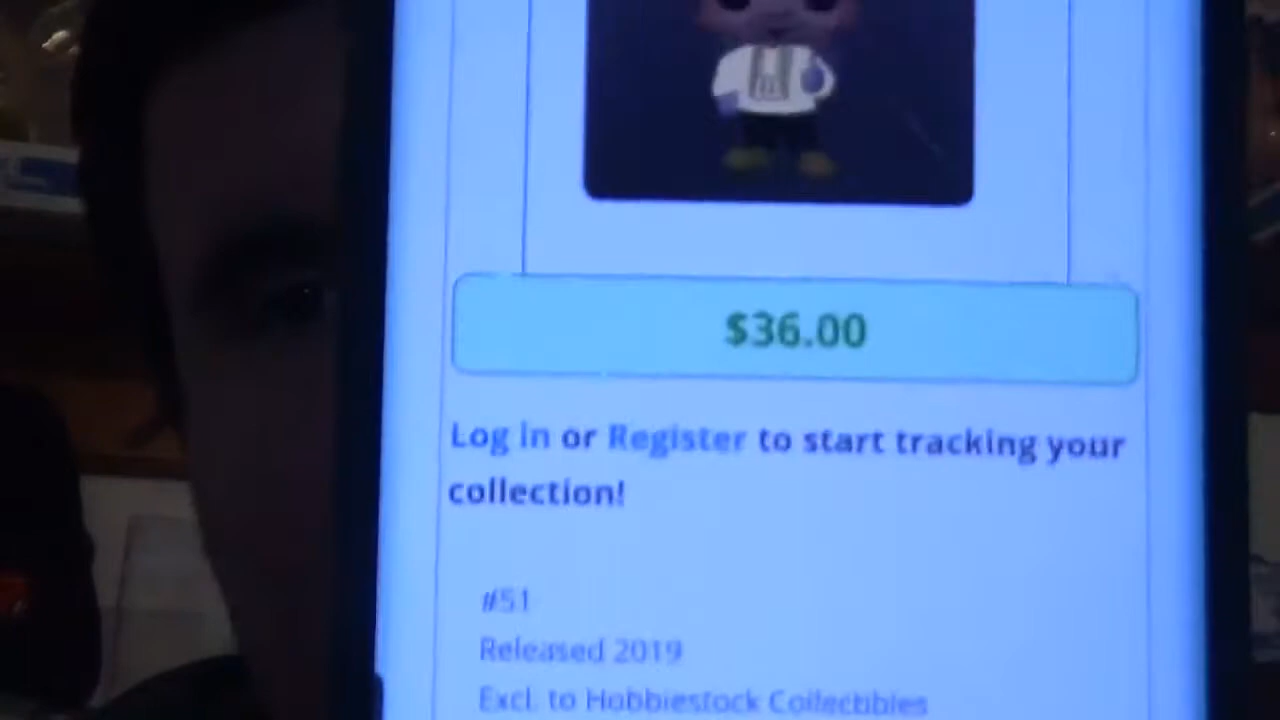 $36.00
Log in or Register to start tracking your
collection!
#51
Released 2019
Excl. to Hobbiestock Collectibles